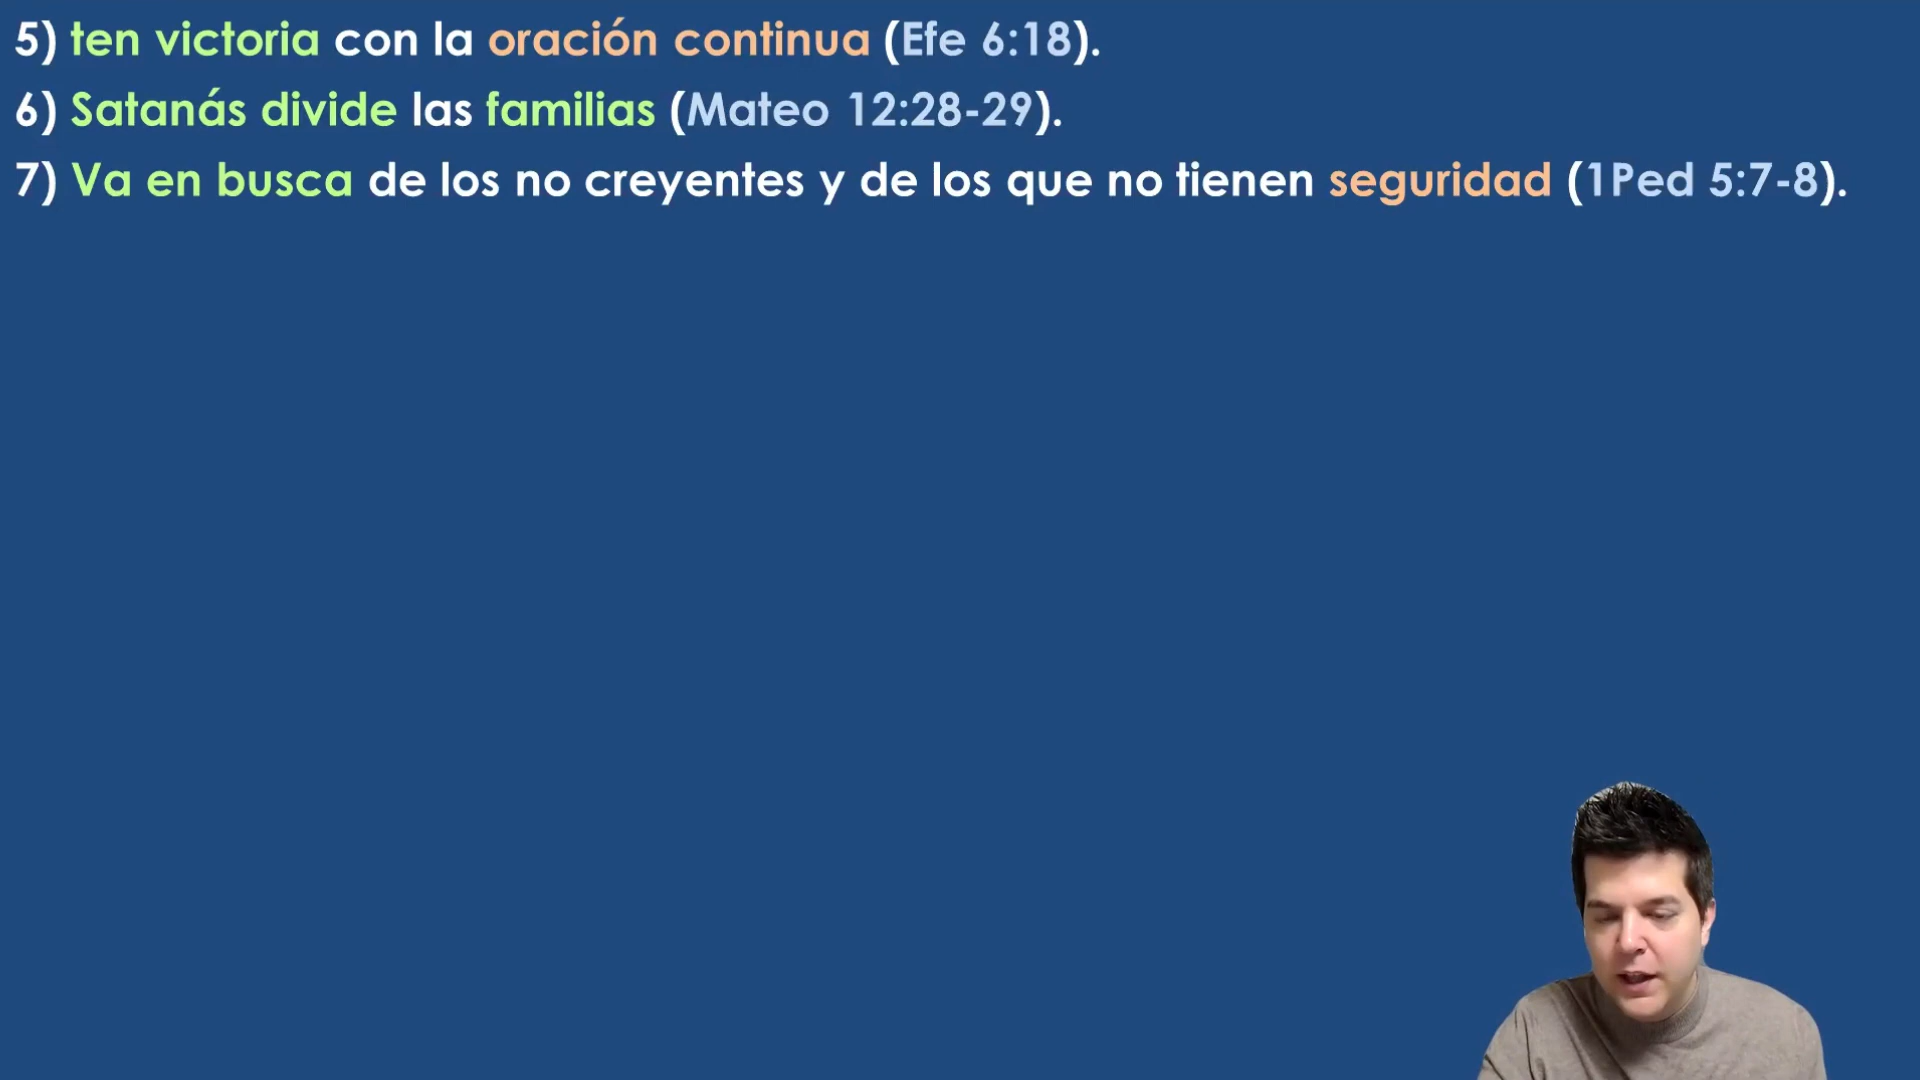 5) ten victoria con la oración continua (Efe 6:18).
6) Satanás divide las familias (Mateo 12:28-29).
7) Va en busca de los no creyentes y de los que no tienen seguridad (1Ped 5:7-8).